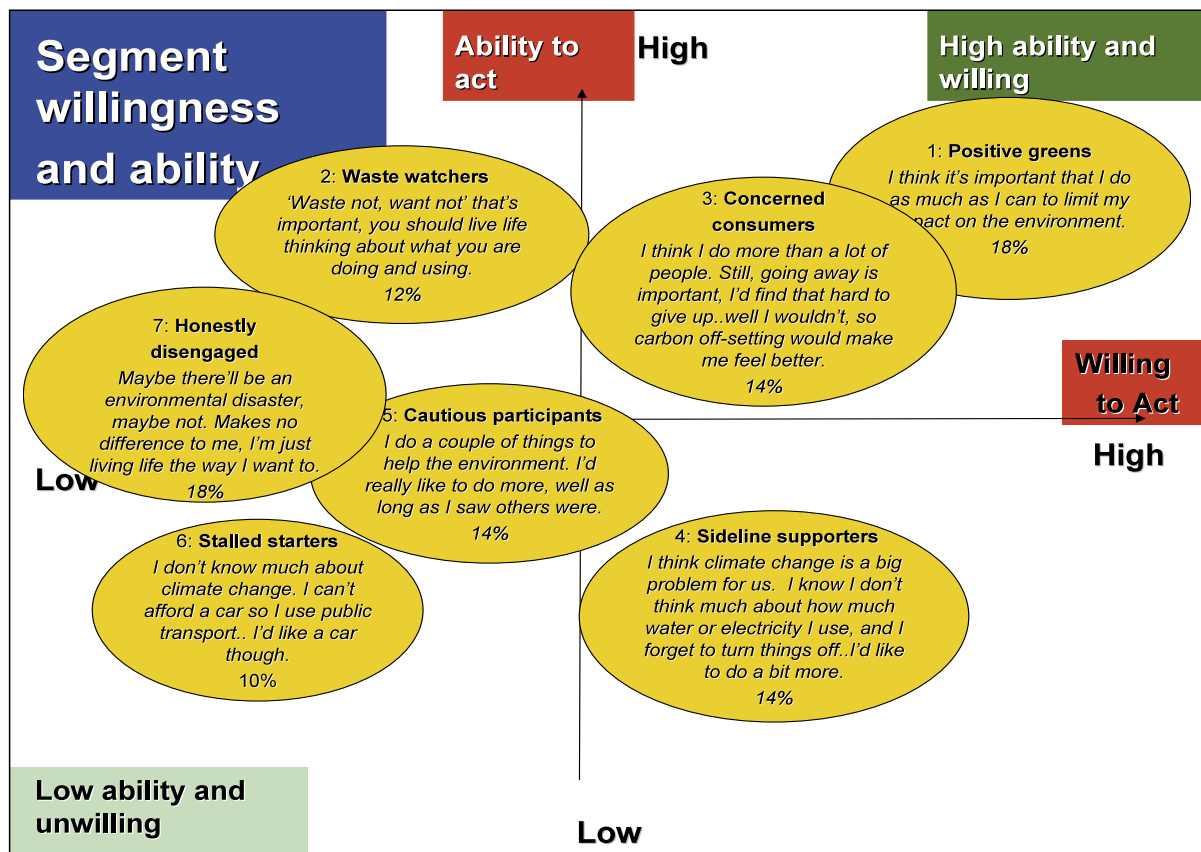 Segment
willingness
and ability
Ability to
act
High
High ability and
willing
1: Positive greens
I think it's important that I do
as much as I can to limit my
pact on the environment.
18%
2: Waste watchers
‘Waste not, want not’ that’s
important, you should live life
thinking about what you are
doing and using.
12%
3: Concerned
consumers
I think I do more than a lot of
people. Still, going away is
important, I’d find that hard to
give up..well I wouldn’t, so
carbon off-setting would make
me feel better.
14%
7: Honestly
disengaged
Maybe there’ll be an
environmental disaster,
maybe not. Makes no
difference to me, I’m just
living life the way I want to.
18%
Willing
to Act
High
Low
5: Cautious participants
I do a couple of things to
help the environment. I’d
really like to do more, well as
long as I saw others were.
14%
6: Stalled starters
I don’t know much about
climate change. I can’t
afford a car so I use public
transport.. I’d like a car
though.
10%
4: Sideline supporters
I think climate change is a big
problem for us.  I know I don’t
think much about how much
water or electricity I use, and I
forget to turn things off..I’d like
to do a bit more.
14%
Low ability and
unwilling
Low